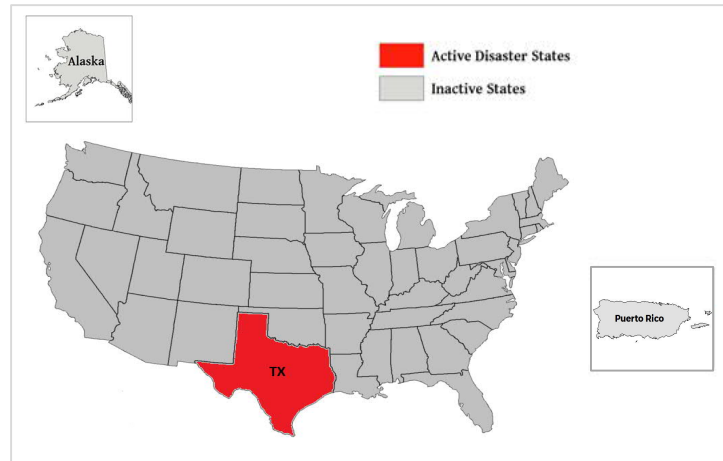 Alaska
Active Disaster States
Inactive States
Puerto Rico
TX